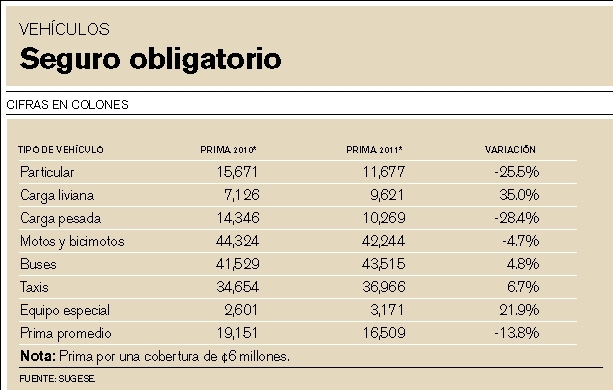 VEHÍCULOS
Seguro obligatorio
CIFRAS EN COLONES
TIPO DE VEHÍCULO PRIMA 2010* PRIMA 2011* VARIACIÓN
Particular 15,671 11,677 -25.5%
Carga liviana 7,126 9,621 35.0%
Carga pesada 14,346 10,269 -28.4%
Motos y bicimotos 44,324 42,244 -4.7%
Buses 41,529 43,515 4.8%
Taxis 34,654 36,966 6.7%
Equipo especial 2,601 3,171 21.9%
Prima promedio 19,151 16,509 -13.8%
Nota: Prima por una cobertura de ¢6 millones.
FUENTE: SUGESE.